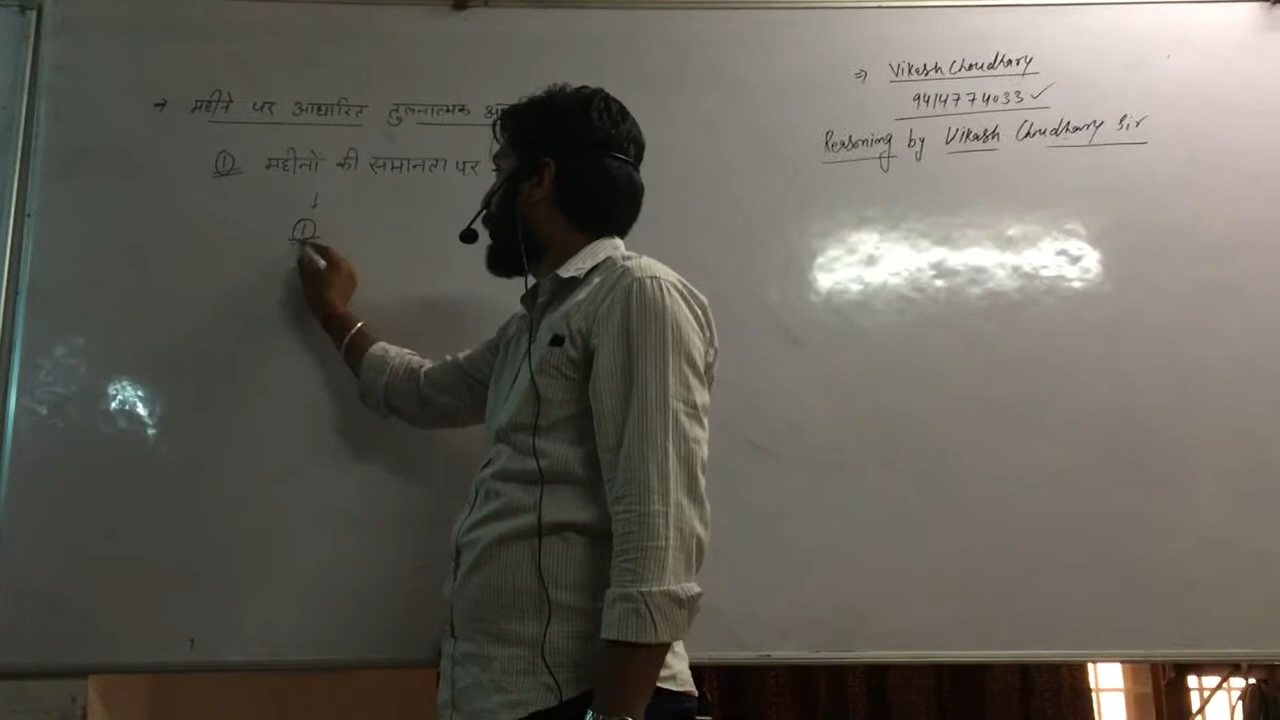 → महीने पर आधारित तुलनात्मक
① महीनों की समानता पर
↓
①
⇒ Vikash Choudhary
9414774033 ✓
Reasoning by Vikash Choudhary Sir